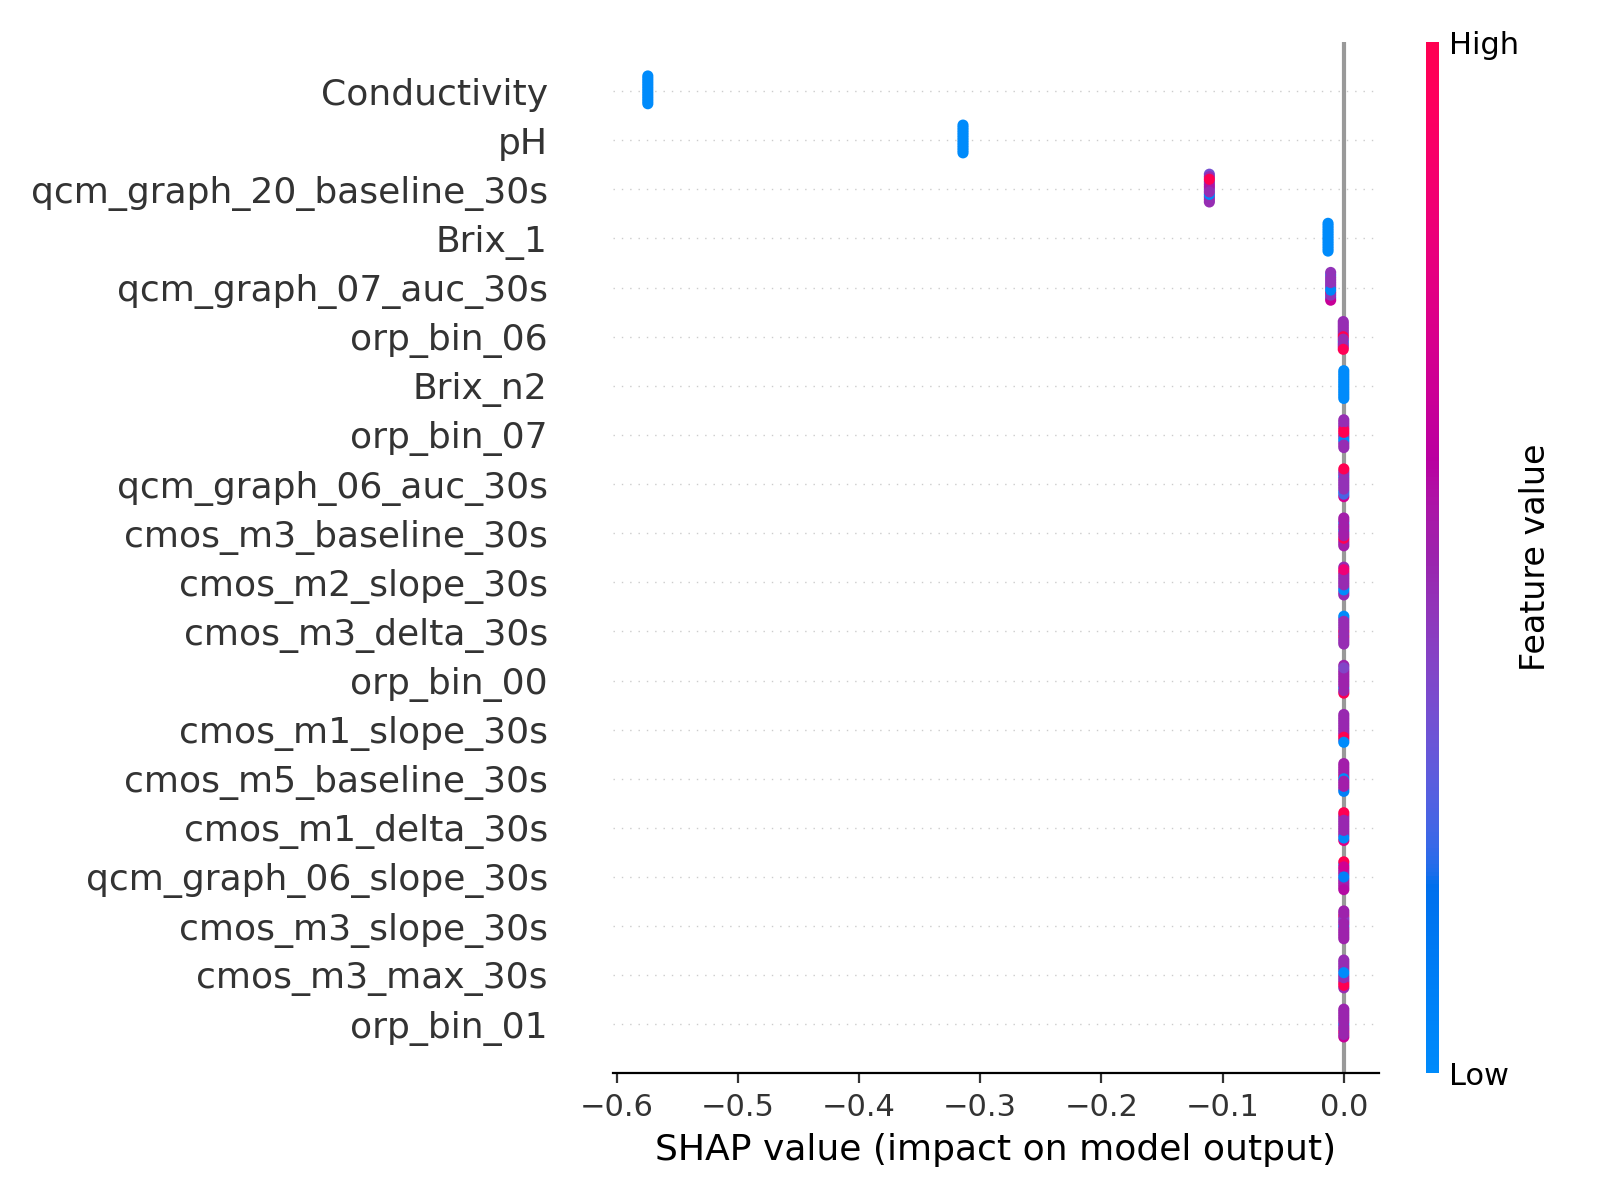 High
Conductivity
pH
qcm_graph_20_baseline_30s
Brix_1
qcm_graph_07_auc_30s
orp_bin_06
Brix_n2
orp_bin_07
qcm_graph_06_auc_30s
cmos_m3_baseline_30s
cmos_m2_slope_30s
cmos_m3_delta_30s
orp_bin_00
cmos_m1_slope_30s
cmos_m5_baseline_30s
cmos_m1_delta_30s
qcm_graph_06_slope_30s
cmos_m3_slope_30s
cmos_m3_max_30s
orp_bin_01
Feature value
Low
−0.6 −0.5 −0.4 −0.3 −0.2 −0.1 0.0
SHAP value (impact on model output)